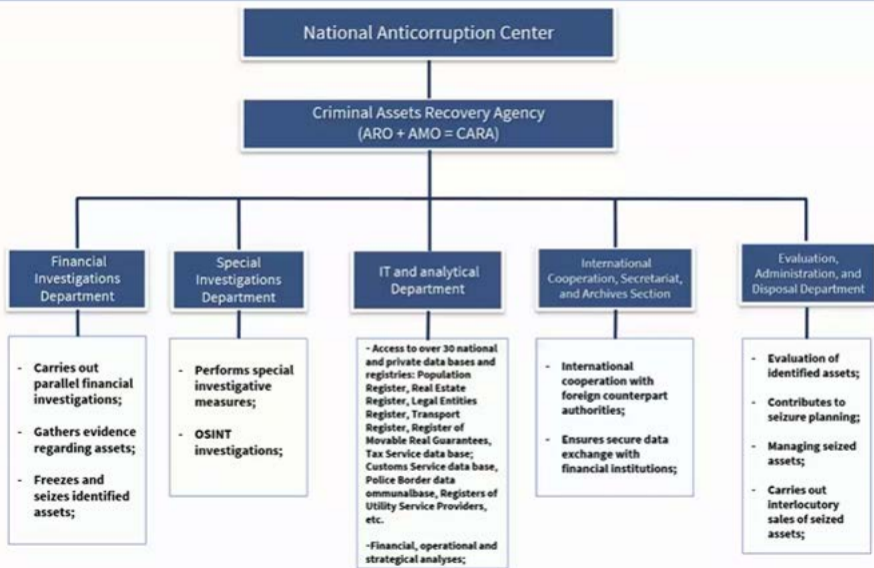 National Anticorruption Center
Criminal Assets Recovery Agency
(ARO + AMO = CARA)
Financial
Investigations
Department
- Carries out
parallel financial
investigations;
- Gathers evidence
regarding assets;
- Freezes and
seizes identified
assets;
Special
Investigations
Department
- Performs special
investigative
measures;
- OSINT
investigations;
IT and analytical
Department
- Access to over 30 national
and private data bases and
registries: Population
Register, Real Estate
Register, Legal Entities
Register, Transport
Register, Register of
Movable Real Guarantees,
Tax Service data base;
Customs Service data base,
Police Border data
ommunalbase, Registers of
Utility Service Providers,
etc.
-Financial, operational and
strategical analyses;
International
Cooperation, Secretariat,
and Archives Section
- International
cooperation with
foreign counterpart
authorities;
- Ensures secure data
exchange with
financial institutions;
Evaluation,
Administration, and
Disposal Department
- Evaluation of
identified assets;
- Contributes to
seizure planning;
- Managing seized
assets;
- Carries out
interlocutory
sales of seized
assets;